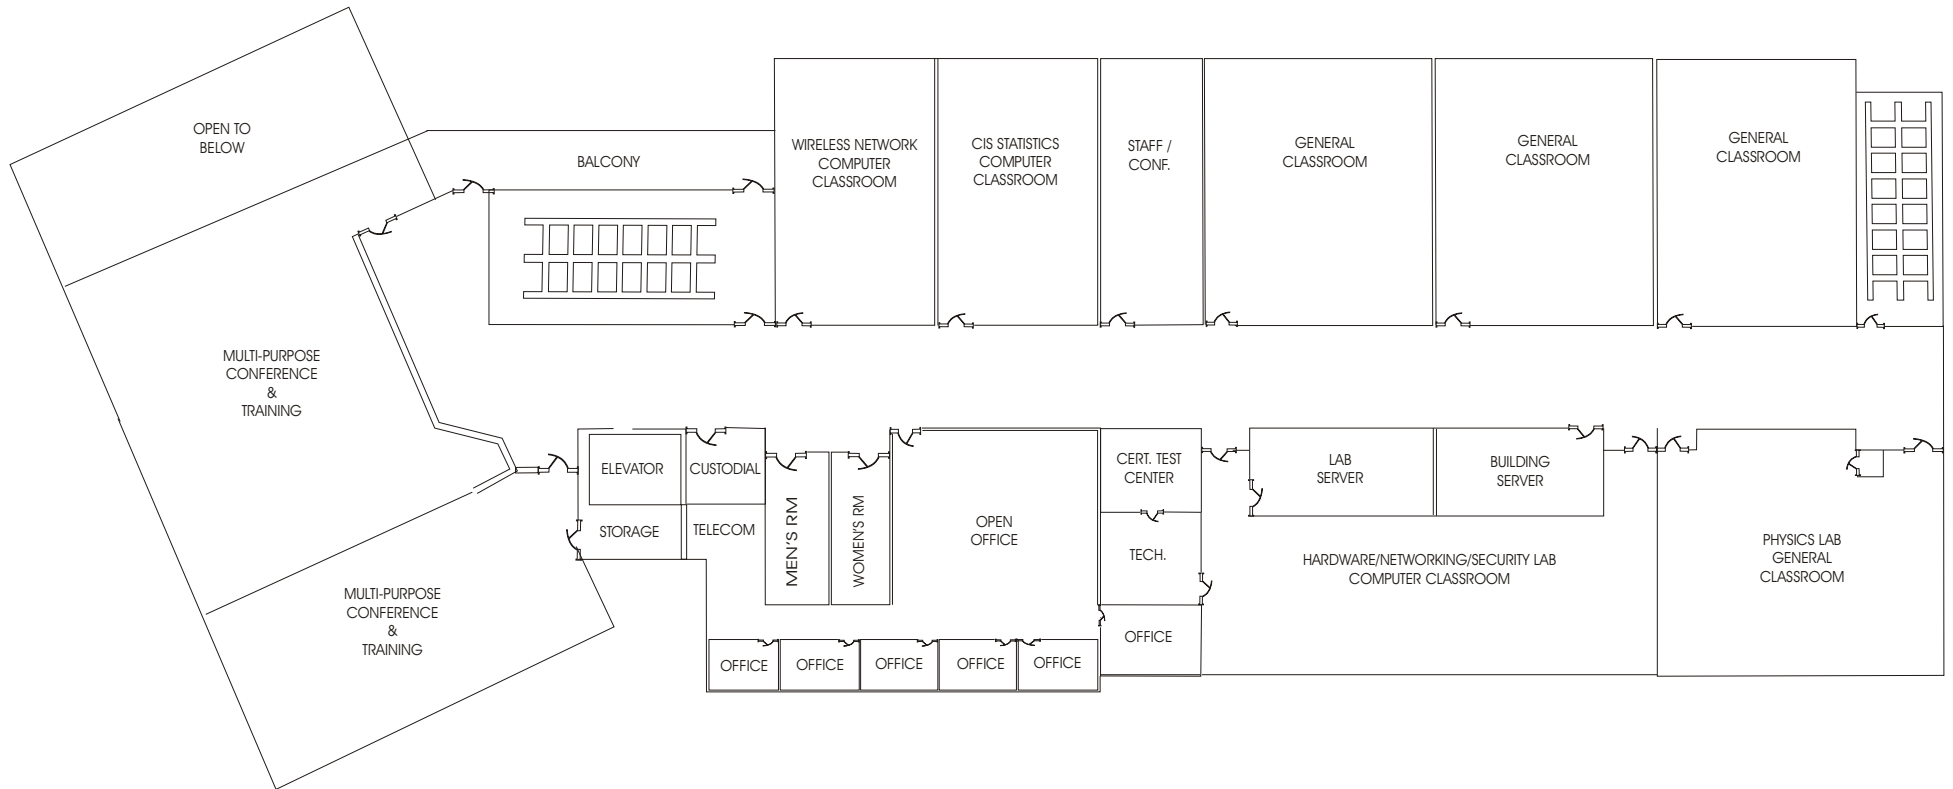 OPEN TO
BELOW
BALCONY
WIRELESS NETWORK
COMPUTER
CLASSROOM
CIS STATISTICS
COMPUTER
CLASSROOM
STAFF /
CONF.
GENERAL
CLASSROOM
GENERAL
CLASSROOM
GENERAL
CLASSROOM
MULTI-PURPOSE
CONFERENCE
&
TRAINING
ELEVATOR
CUSTODIAL
STORAGE
TELECOM
MEN'S RM
WOMEN'S RM
OPEN
OFFICE
CERT. TEST
CENTER
TECH.
OFFICE
LAB
SERVER
BUILDING
SERVER
HARDWARE/NETWORKING/SECURITY LAB
COMPUTER CLASSROOM
PHYSICS LAB
GENERAL
CLASSROOM
MULTI-PURPOSE
CONFERENCE
&
TRAINING
OFFICE
OFFICE
OFFICE
OFFICE
OFFICE